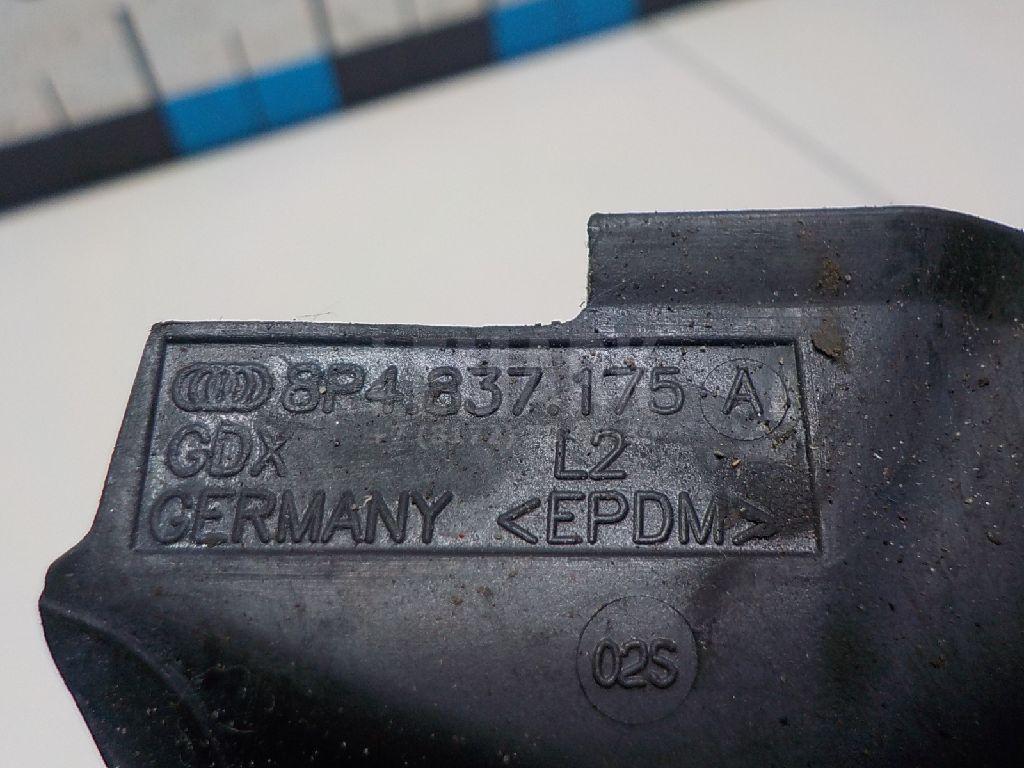 8P4.837.175 A
GDX L2
GERMANY <EPDM>
02S